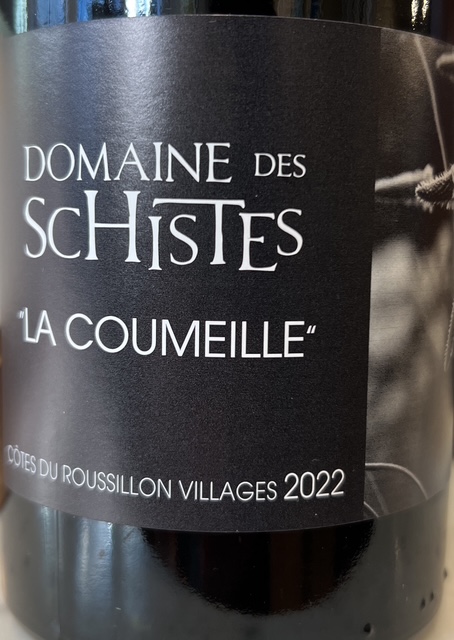 DOMAINE DES
SCHISTES
"LA COUMEILLE"
CÔTES DU ROUSSILLON VILLAGES 2022